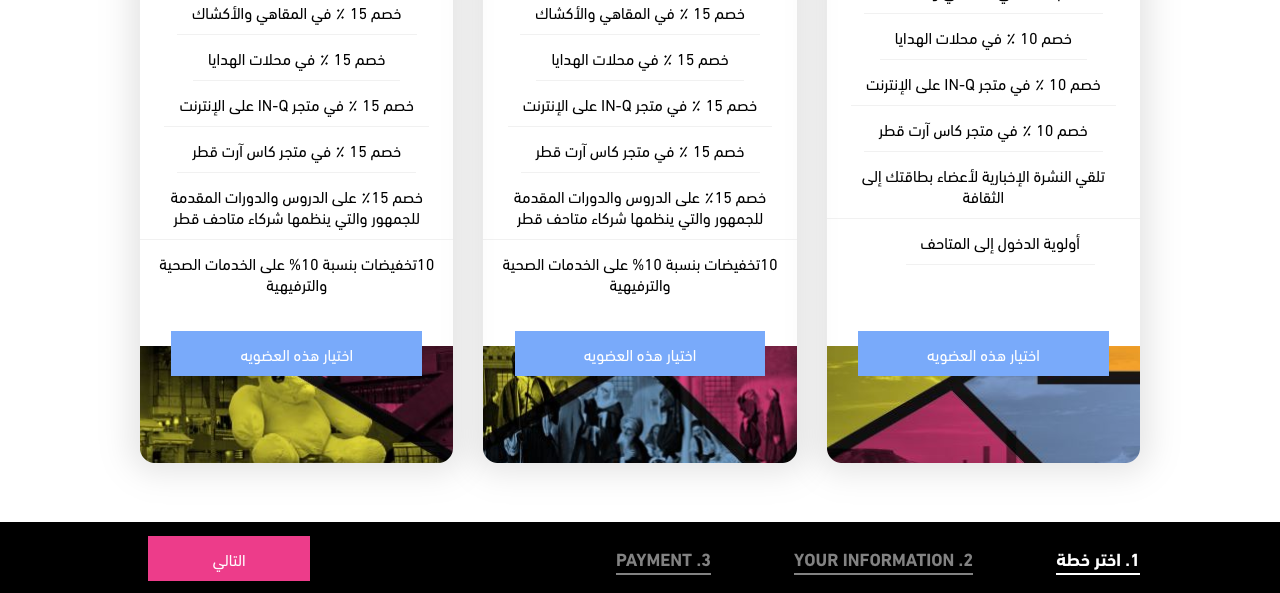 خصم 10 ٪ في محلات الهدايا
خصم 10 ٪ في متجر IN-Q على الإنترنت
خصم 10 ٪ في متجر كاس آرت قطر
تلقي النشرة الإخبارية لأعضاء بطاقتك إلى
الثقافة
أولوية الدخول إلى المتاحف
اختيار هذه العضويه
خصم 15 ٪ في المقاهي والأكشاك
خصم 15 ٪ في محلات الهدايا
خصم 15 ٪ في متجر IN-Q على الإنترنت
خصم 15 ٪ في متجر كاس آرت قطر
خصم 15٪ على الدروس والدورات المقدمة
للجمهور والتي ينظمها شركاء متاحف قطر
10تخفيضات بنسبة 10% على الخدمات الصحية
والترفيهية
اختيار هذه العضويه
خصم 15 ٪ في المقاهي والأكشاك
خصم 15 ٪ في محلات الهدايا
خصم 15 ٪ في متجر IN-Q على الإنترنت
خصم 15 ٪ في متجر كاس آرت قطر
خصم 15٪ على الدروس والدورات المقدمة
للجمهور والتي ينظمها شركاء متاحف قطر
10تخفيضات بنسبة 10% على الخدمات الصحية
والترفيهية
اختيار هذه العضويه
1. اختر خطة
2. YOUR INFORMATION
3. PAYMENT
التالي